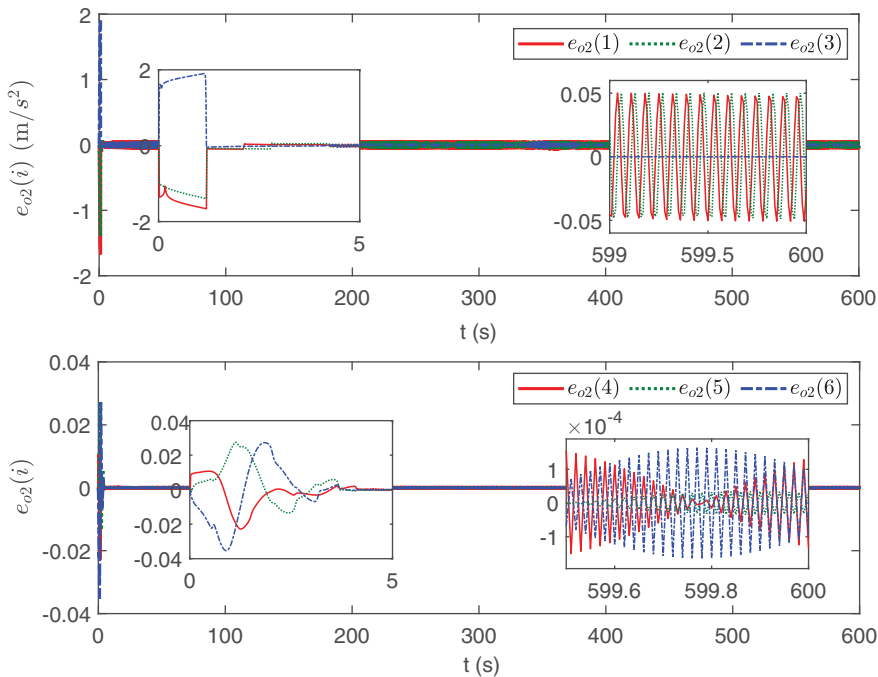 2
1
0
-1
-2
e_{o2}(i) (m/s^2)
e_{o2}(1) e_{o2}(2) e_{o2}(3)
2
0
-2
0 5
0.05
0
-0.05
599 599.5 600
0 100 200 300 400 500 600
t (s)
0.04
0.02
0
-0.02
-0.04
e_{o2}(i)
e_{o2}(4) e_{o2}(5) e_{o2}(6)
0.04
0.02
0
-0.02
-0.04
0 5
×10^{-4}
1
0
-1
599.6 599.8 600
0 100 200 300 400 500 600
t (s)